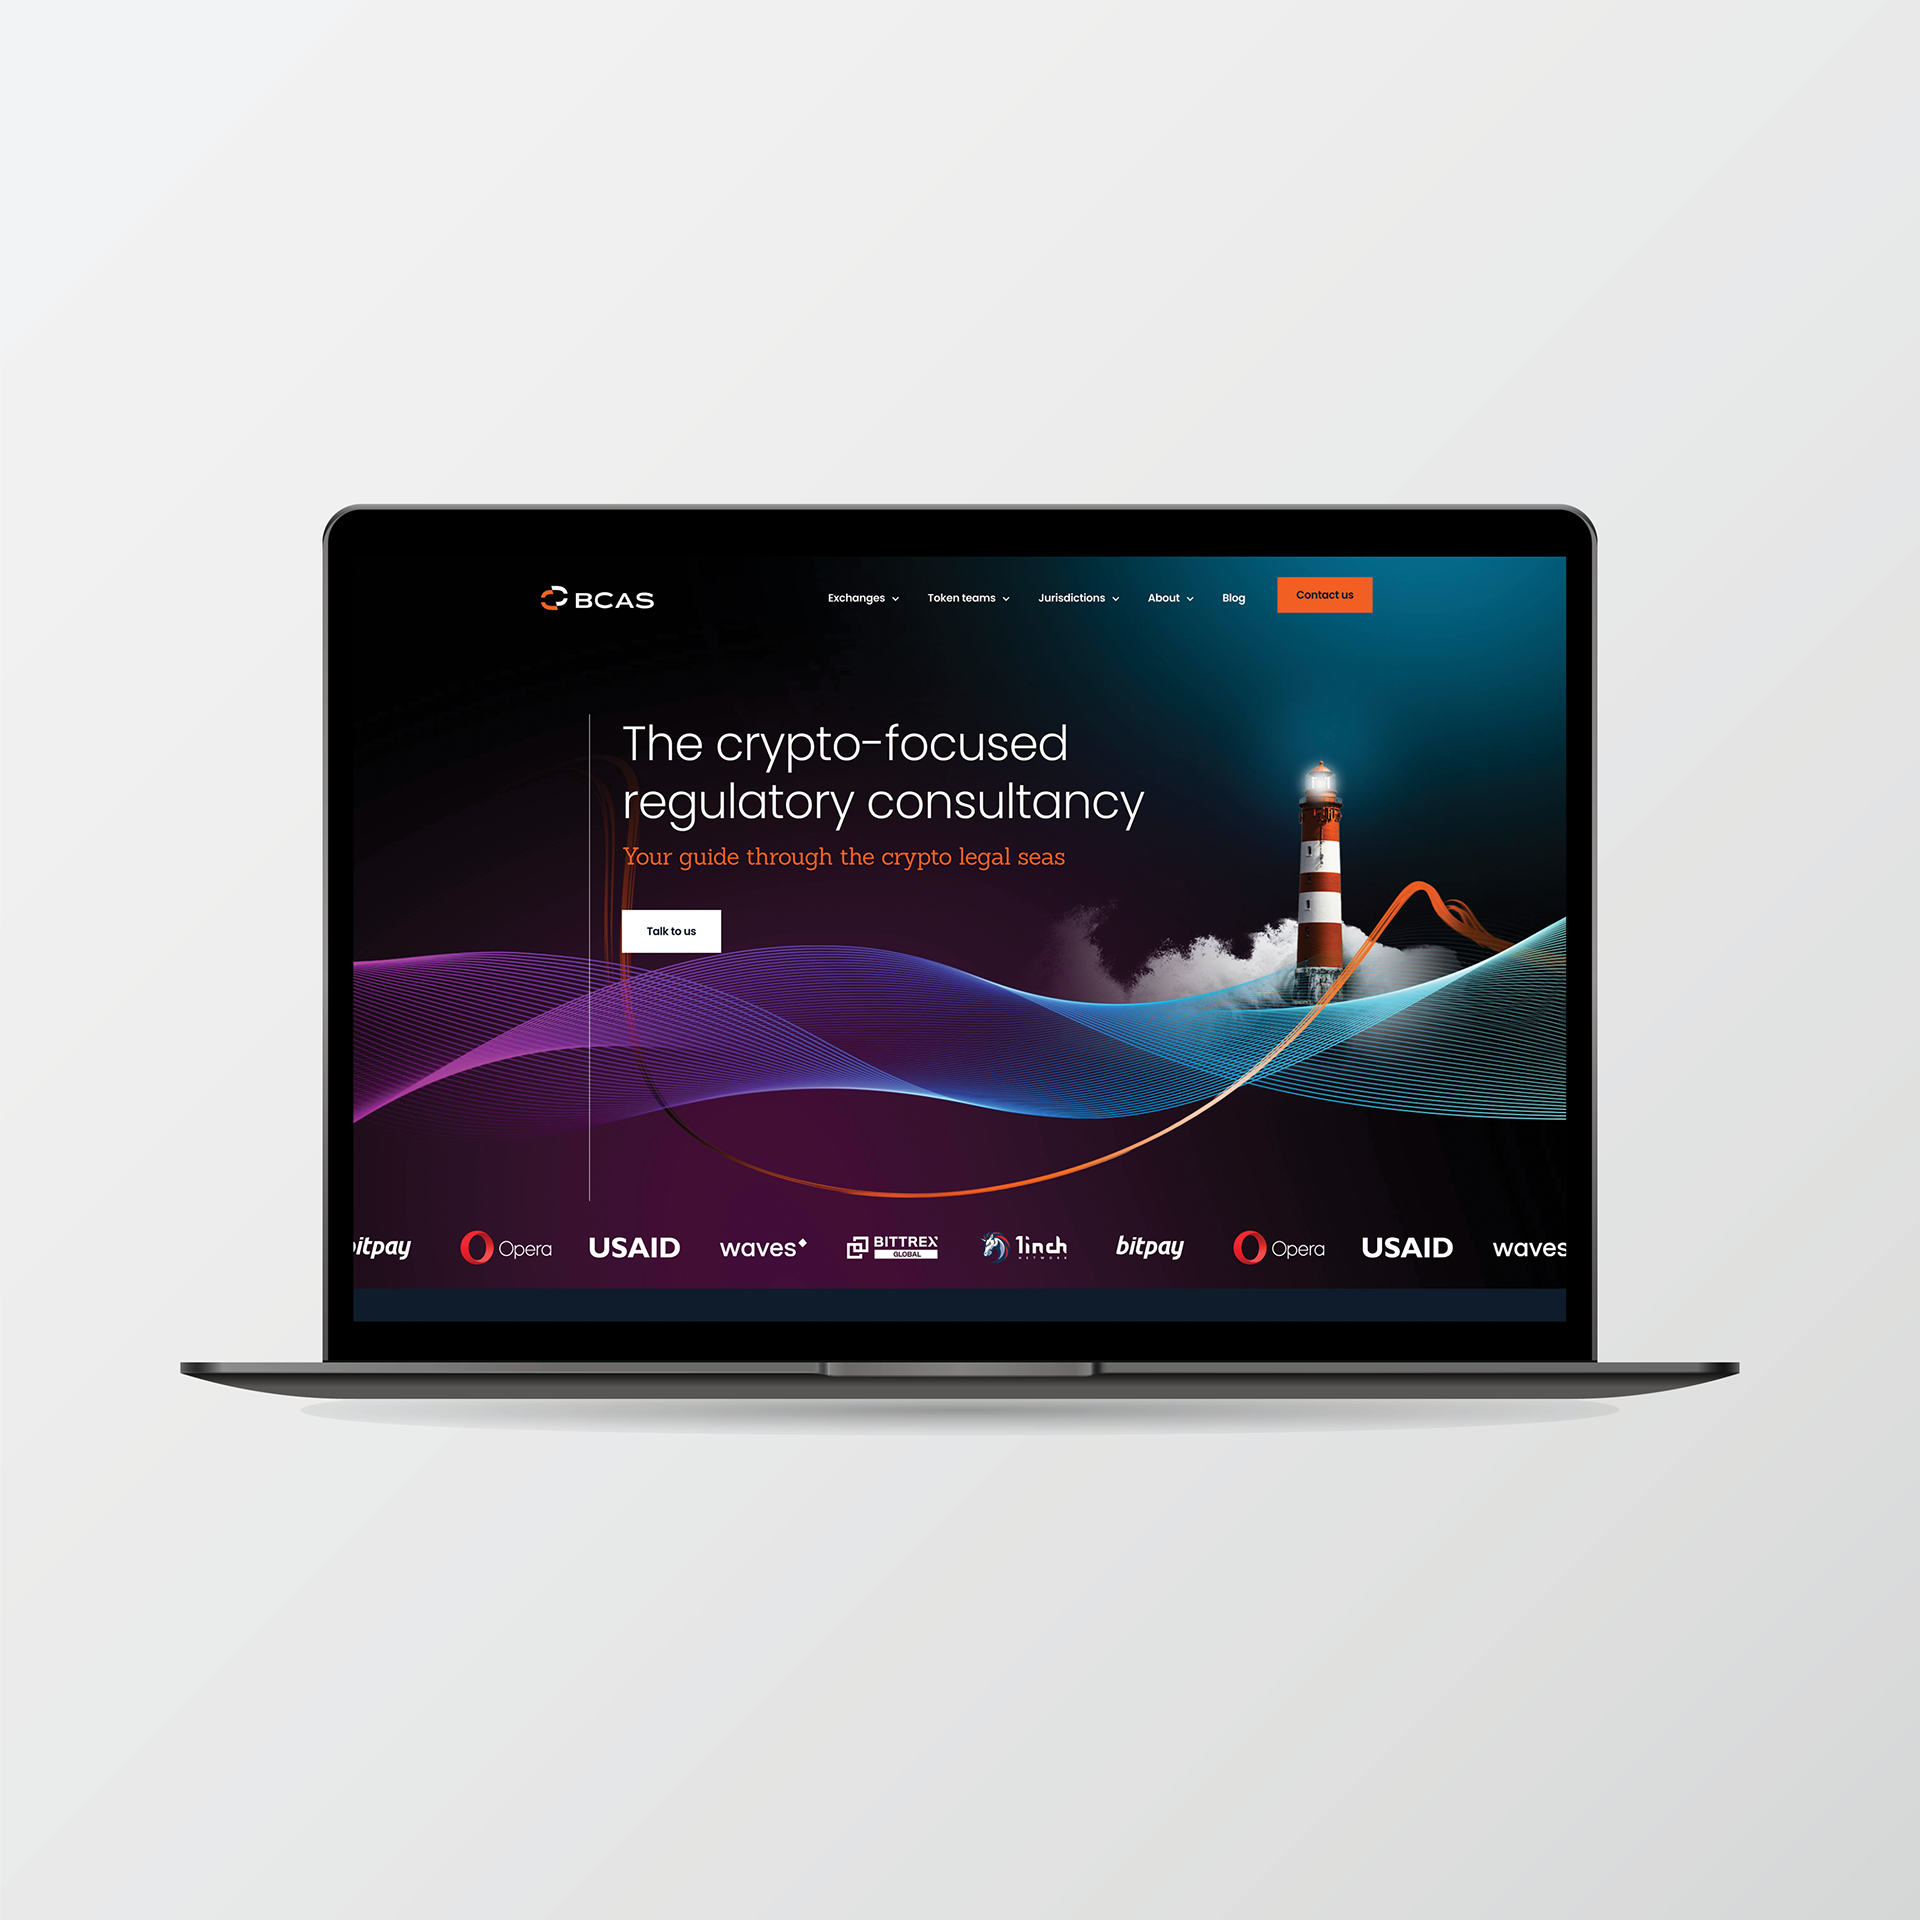 BCAS
Exchanges Token teams Jurisdictions About Blog Contact us
The crypto-focused
regulatory consultancy
Your guide through the crypto legal seas
Talk to us
itpay Opera USAID waves BITTREX GLOBAL 1inch NETWORK bitpay Opera USAID waves